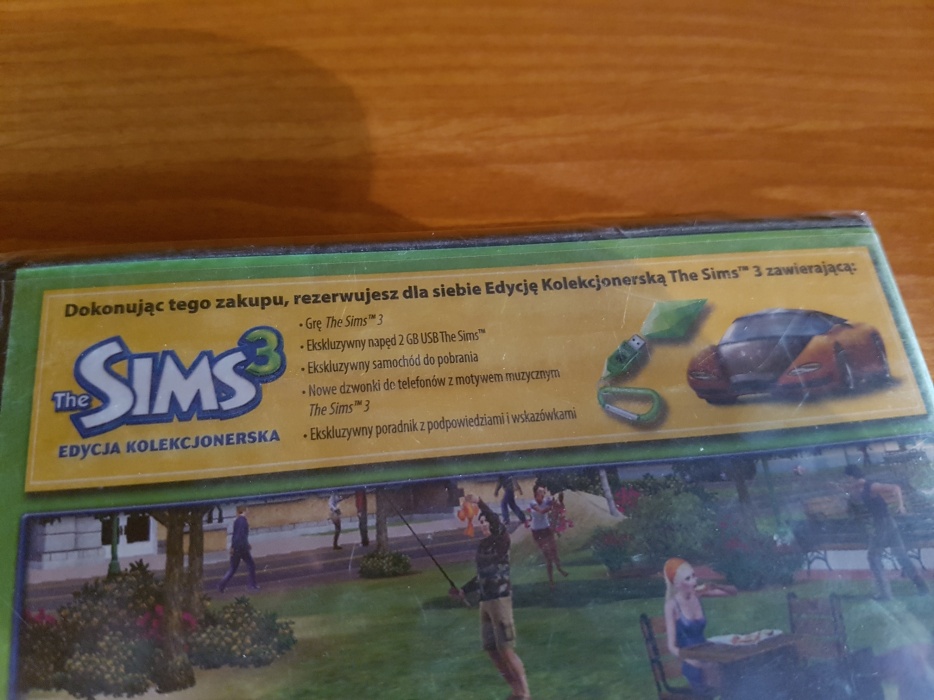 Dokonując tego zakupu, rezerwujesz dla siebie Edycję Kolekcjonerską The Sims™ 3 zawierającą:
The SIMS 3
EDYCJA KOLEKCJONERSKA
• Grę The Sims™ 3
• Ekskluzywny napęd 2 GB USB The Sims™
• Ekskluzywny samochód do pobrania
• Nowe dzwonki do telefonów z motywem muzycznym
The Sims™ 3
• Ekskluzywny poradnik z podpowiedziami i wskazówkami